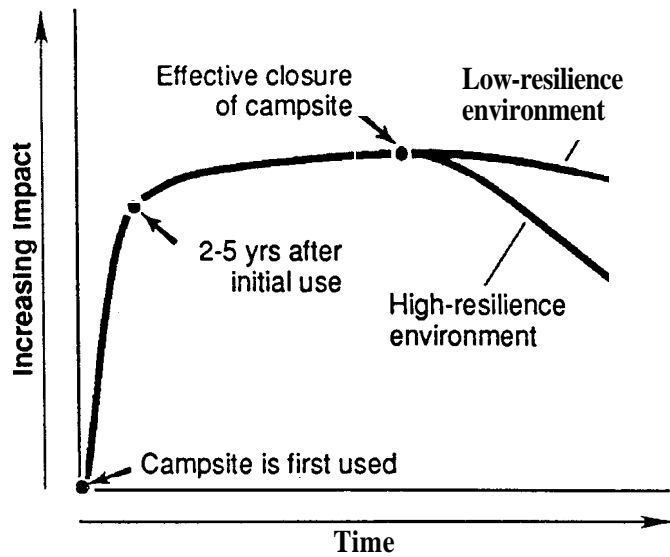 Effective closure
of campsite
Low-resilience
environment
Increasing Impact
2-5 yrs after
initial use
High-resilience
environment
Campsite is first used
Time